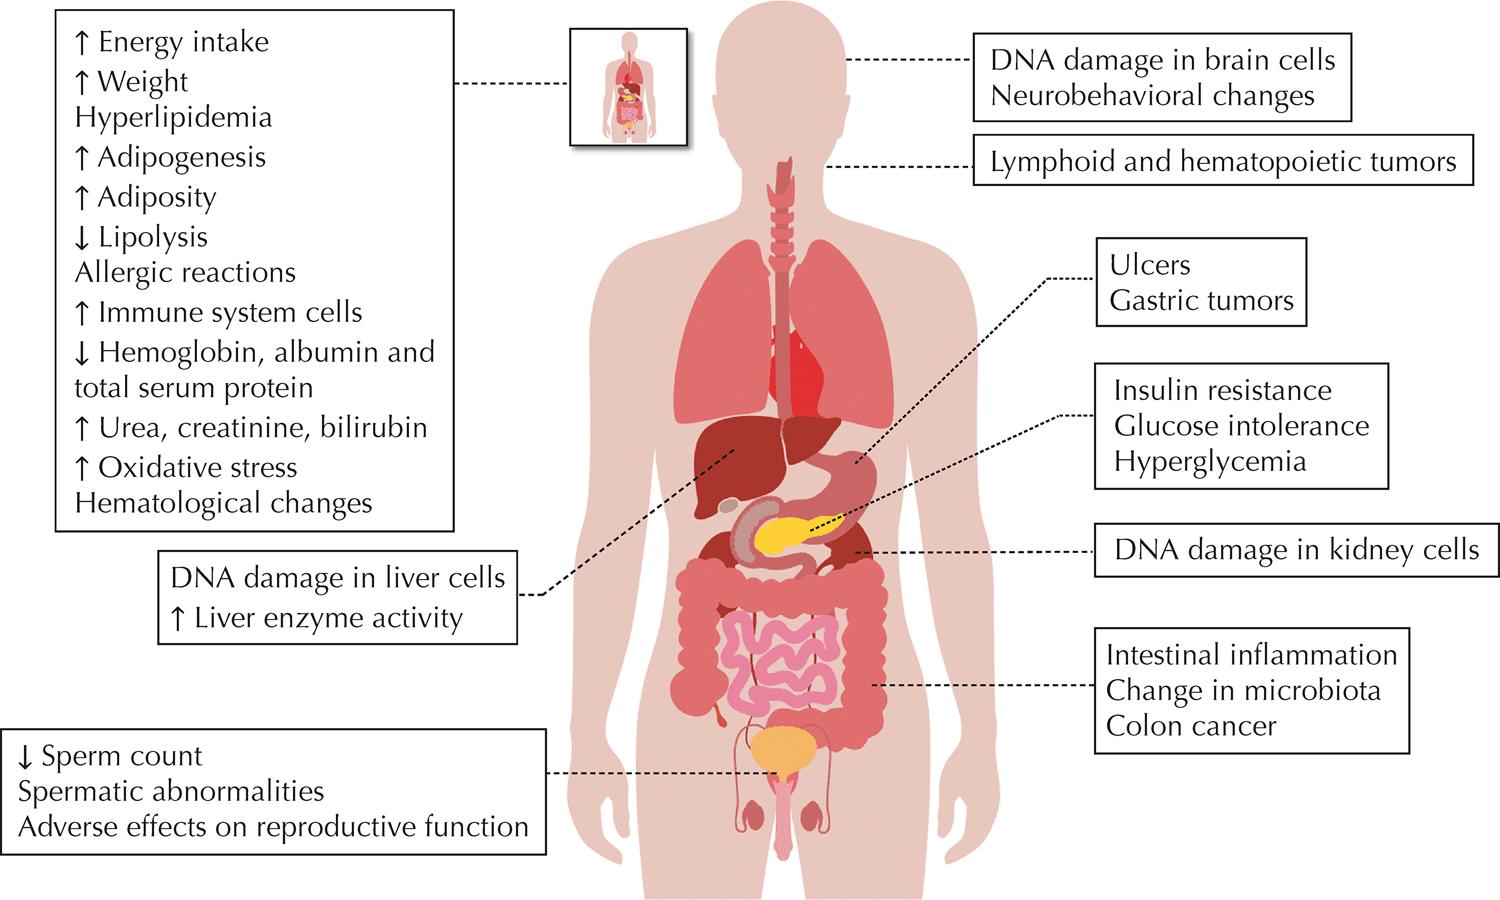 ↑ Energy intake
↑ Weight
Hyperlipidemia
↑ Adipogenesis
↑ Adiposity
↓ Lipolysis
Allergic reactions
↑ Immune system cells
↓ Hemoglobin, albumin and
total serum protein
↑ Urea, creatinine, bilirubin
↑ Oxidative stress
Hematological changes
DNA damage in liver cells
↑ Liver enzyme activity
↓ Sperm count
Spermatic abnormalities
Adverse effects on reproductive function
DNA damage in brain cells
Neurobehavioral changes
Lymphoid and hematopoietic tumors
Ulcers
Gastric tumors
Insulin resistance
Glucose intolerance
Hyperglycemia
DNA damage in kidney cells
Intestinal inflammation
Change in microbiota
Colon cancer